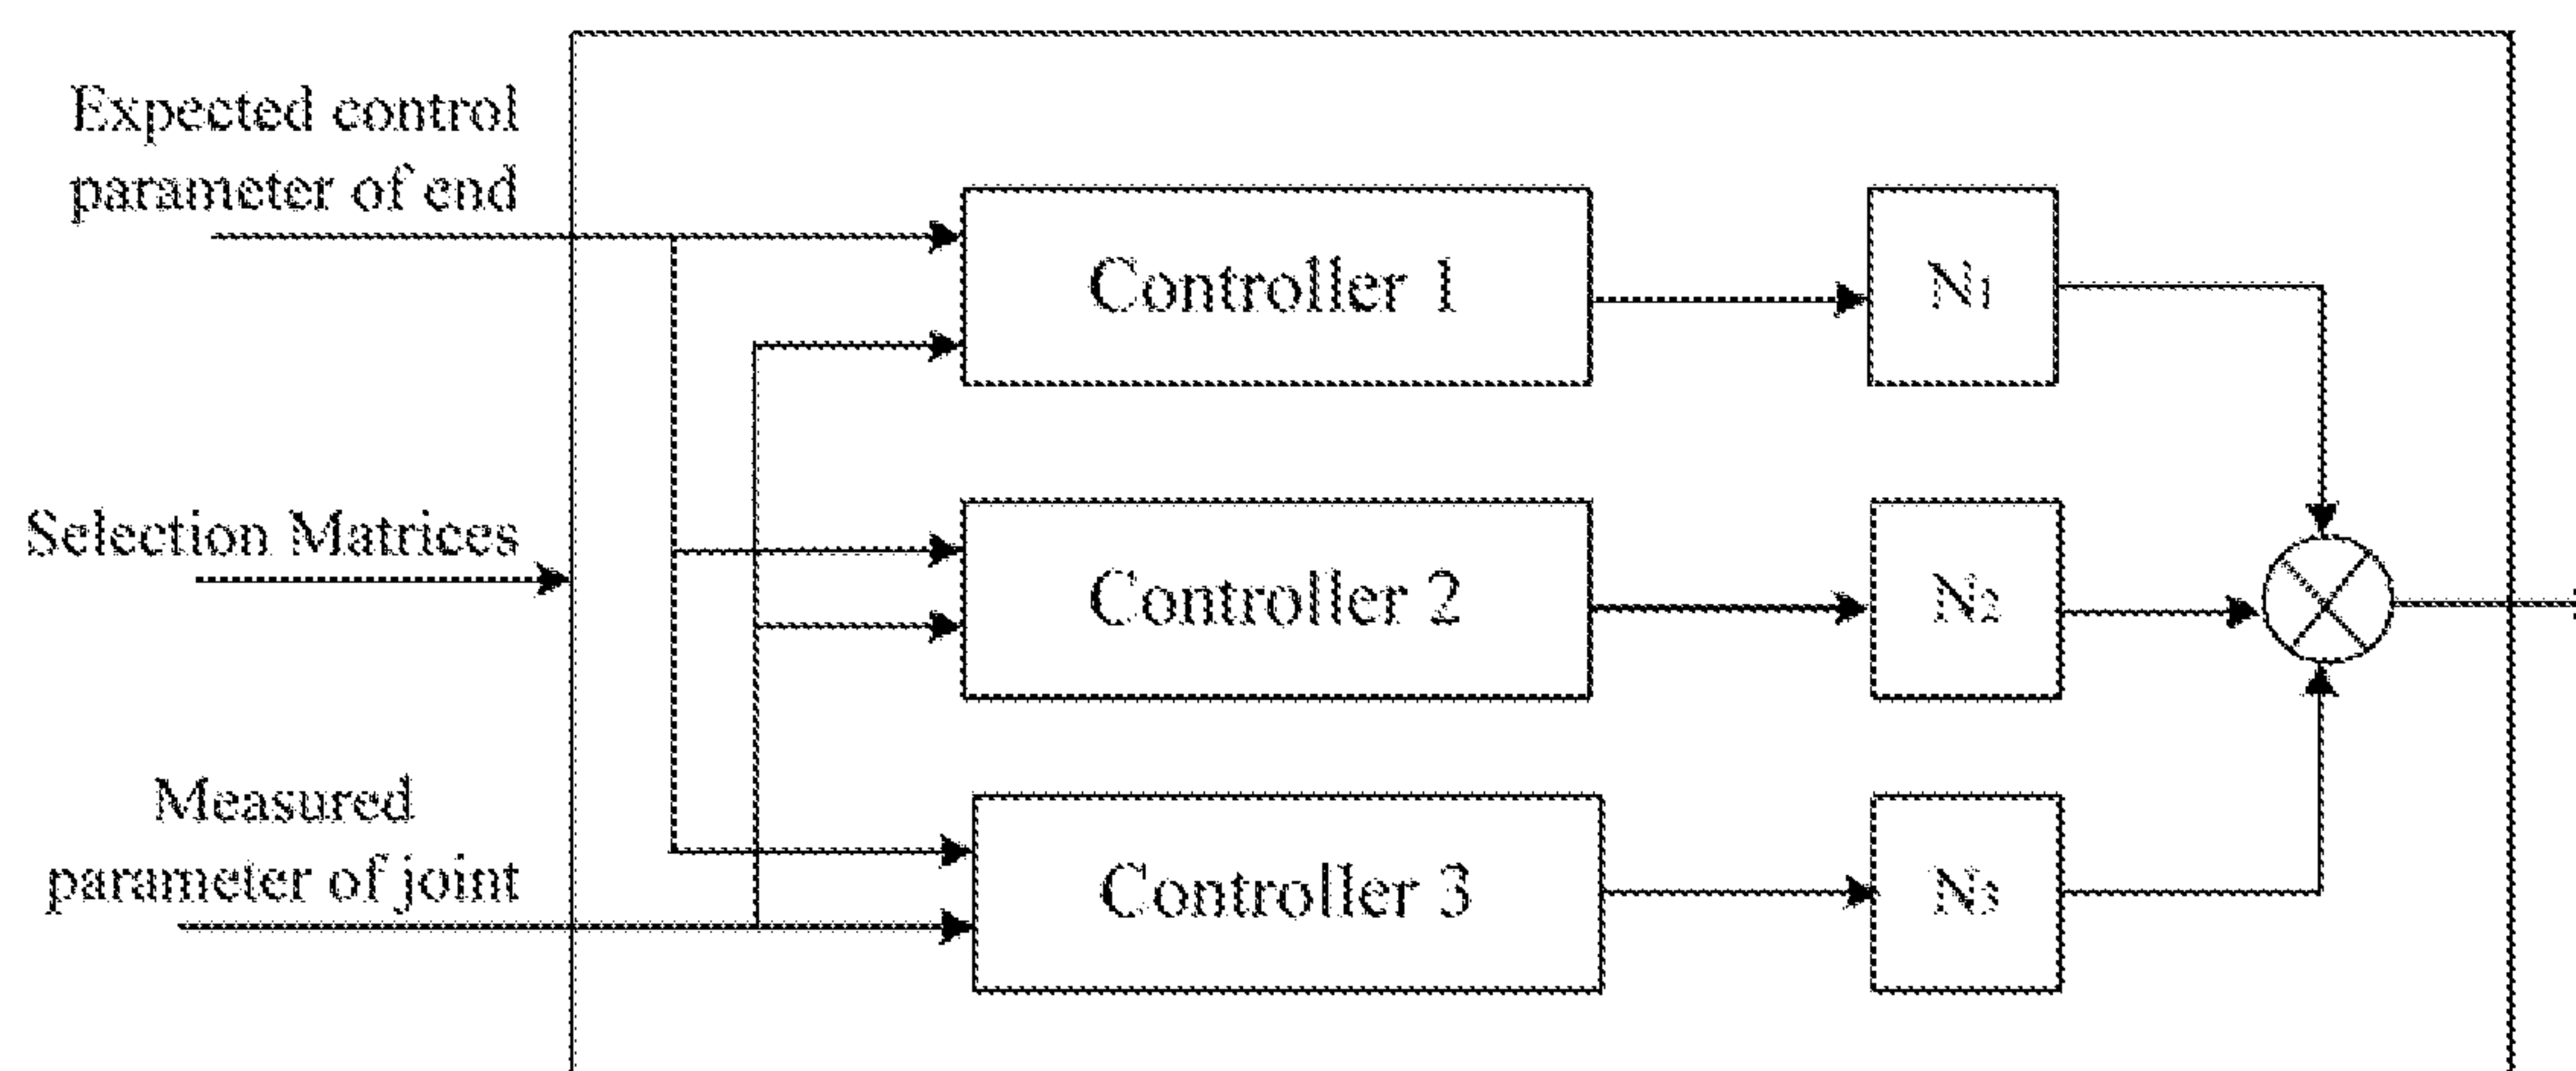 Expected control
parameter of end
Controller 1
N1
Selection Matrices
Controller 2
N2
Measured
parameter of joint
Controller 3
N3